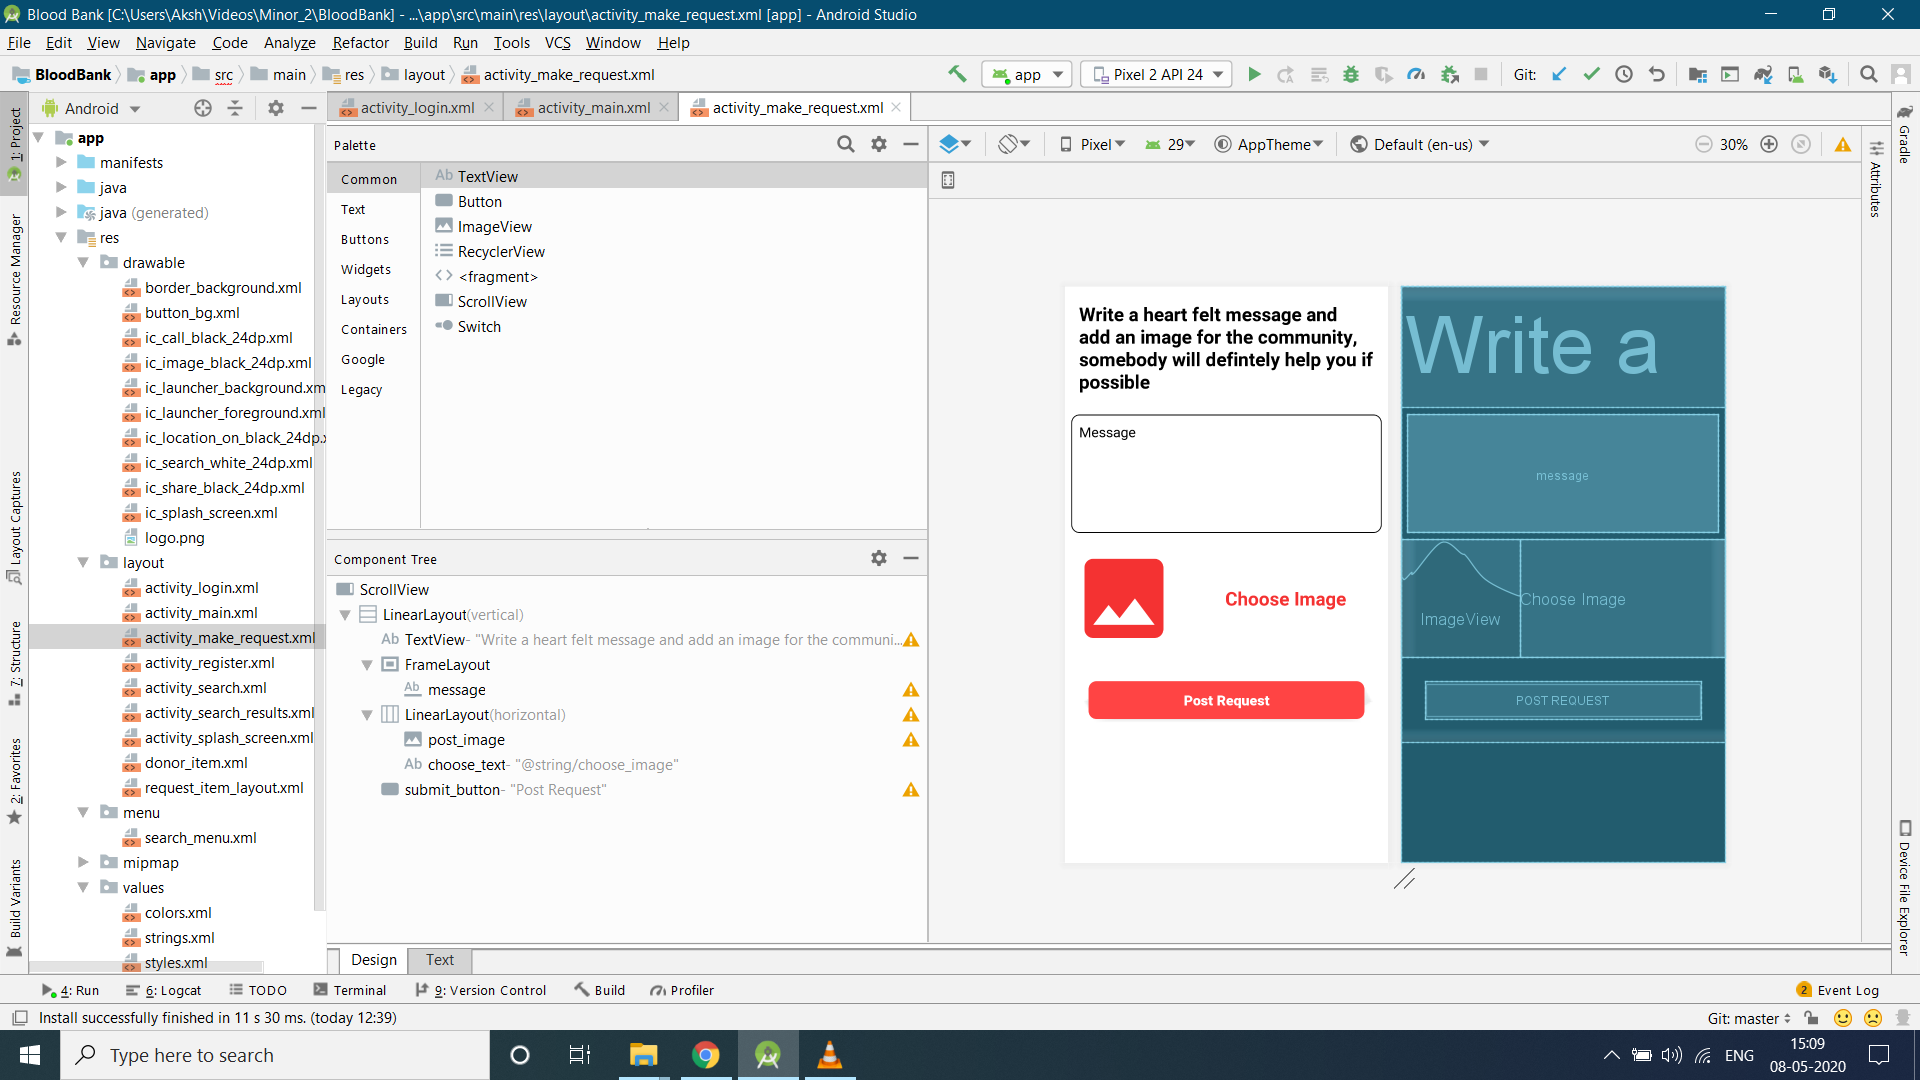 Blood Bank [C:\Users\Aksh\Videos\Minor_2\BloodBank] - ...\app\src\main\res\layout\activity_make_request.xml [app] - Android Studio
File Edit View Navigate Code Analyze Refactor Build Run Tools VCS Window Help
BloodBank app src main res layout activity_make_request.xml app Pixel 2 API 24 Git:
1: Project
Resource Manager
Layout Captures
7: Structure
2: Favorites
Build Variants
Android
app
manifests
java
java (generated)
res
drawable
border_background.xml
button_bg.xml
ic_call_black_24dp.xml
ic_image_black_24dp.xml
ic_launcher_background.xm
ic_launcher_foreground.xml
ic_location_on_black_24dp.x
ic_search_white_24dp.xml
ic_share_black_24dp.xml
ic_splash_screen.xml
logo.png
layout
activity_login.xml
activity_main.xml
activity_make_request.xml
activity_register.xml
activity_search.xml
activity_search_results.xml
activity_splash_screen.xml
donor_item.xml
request_item_layout.xml
menu
search_menu.xml
mipmap
values
colors.xml
strings.xml
styles.xml
activity_login.xml activity_main.xml activity_make_request.xml
Palette
Common
Text
Buttons
Widgets
Layouts
Containers
Google
Legacy
Ab TextView
Button
ImageView
RecyclerView
<fragment>
ScrollView
Switch
Component Tree
ScrollView
LinearLayout(vertical)
Ab TextView- "Write a heart felt message and add an image for the communi...
FrameLayout
Ab message
LinearLayout(horizontal)
post_image
Ab choose_text- "@string/choose_image"
submit_button- "Post Request"
Pixel 29 AppTheme Default (en-us) 30%
Write a heart felt message and
add an image for the community,
somebody will defintely help you if
possible
Message
Choose Image
Post Request
Write a
message
ImageView
Choose Image
POST REQUEST
Gradle
Attributes
Device File Explorer
Design Text
4: Run 6: Logcat TODO Terminal 9: Version Control Build Profiler 2 Event Log
Install successfully finished in 11 s 30 ms. (today 12:39) Git: master
Type here to search
ENG
15:09
08-05-2020